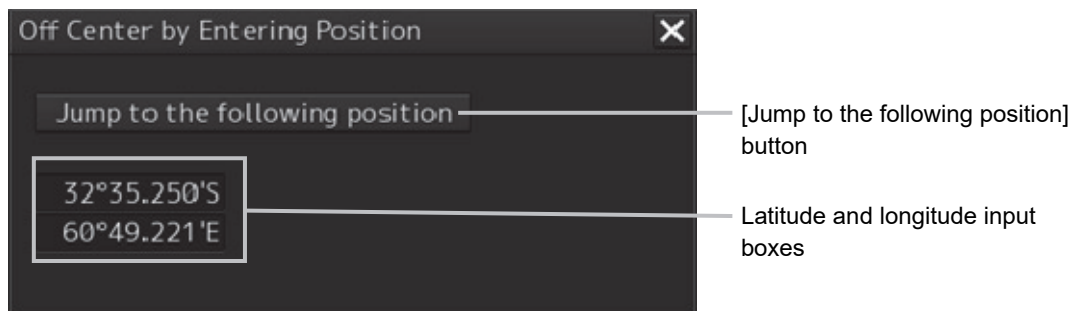 Off Center by Entering Position
Jump to the following position
[Jump to the following position]
button
32°35.250'S
60°49.221'E
Latitude and longitude input
boxes